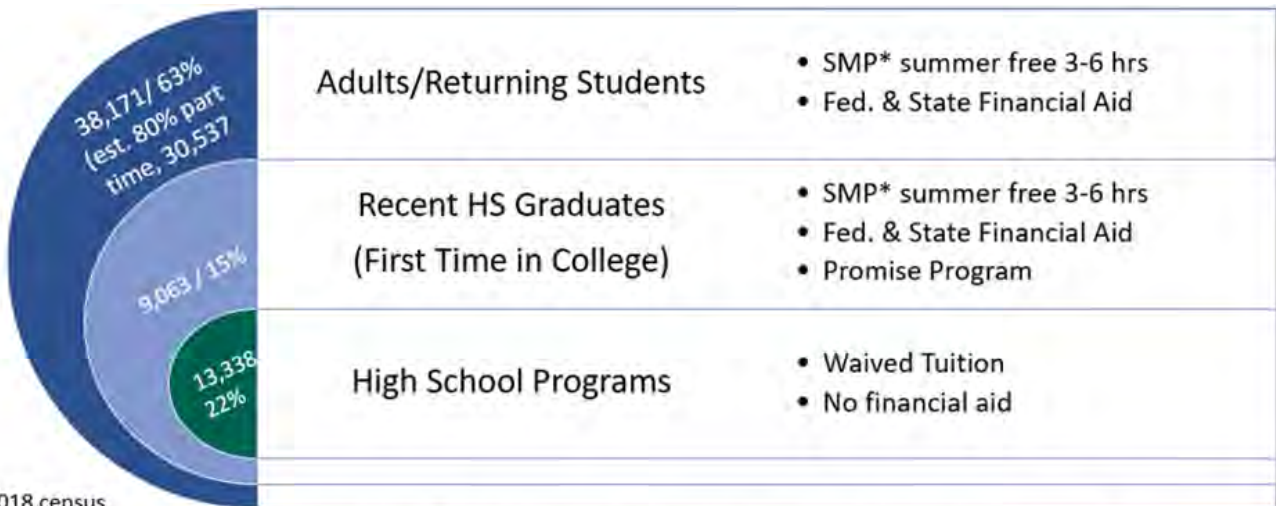 38,171/ 63%
(est. 80% part
time, 30,537
Adults/Returning Students
• SMP* summer free 3-6 hrs
• Fed. & State Financial Aid
9,063 / 15%
Recent HS Graduates
(First Time in College)
• SMP* summer free 3-6 hrs
• Fed. & State Financial Aid
• Promise Program
13,338
22%
High School Programs
• Waived Tuition
• No financial aid
018 census